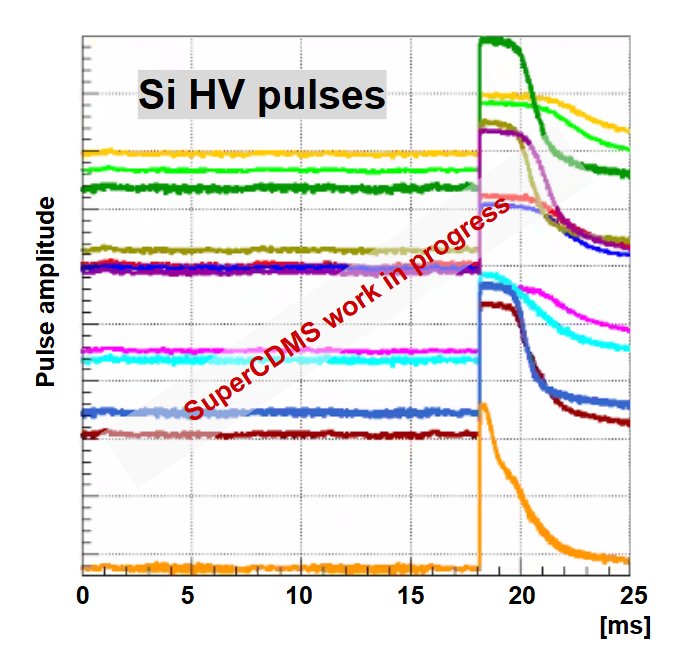 Si HV pulses
Pulse amplitude
SuperCDMS work in progress
0 5 10 15 20 25
[ms]